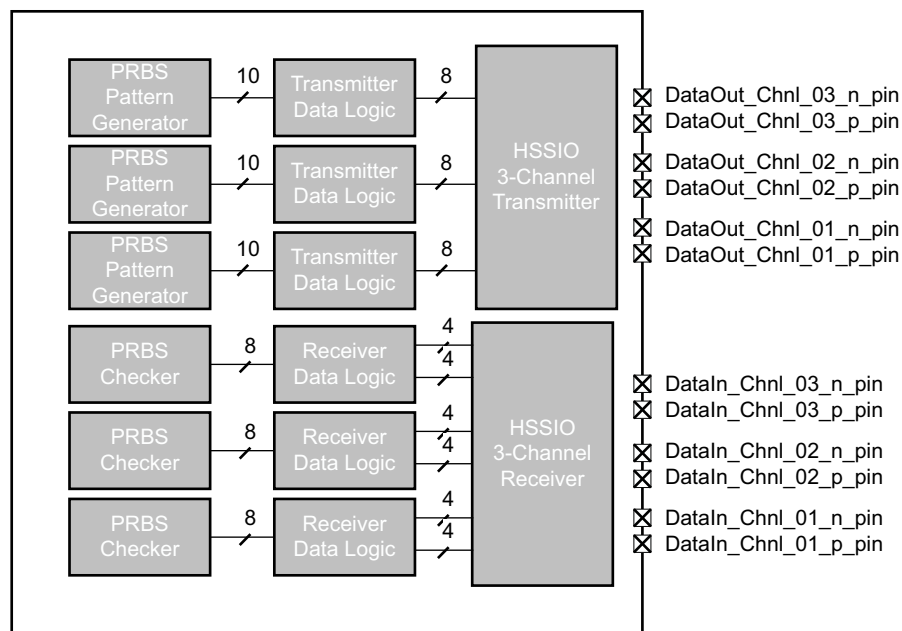 PRBS
Pattern
Generator
10
Transmitter
Data Logic
8
PRBS
Pattern
Generator
10
Transmitter
Data Logic
8
PRBS
Pattern
Generator
10
Transmitter
Data Logic
8
HSSIO
3-Channel
Transmitter
DataOut_Chnl_03_n_pin
DataOut_Chnl_03_p_pin
DataOut_Chnl_02_n_pin
DataOut_Chnl_02_p_pin
DataOut_Chnl_01_n_pin
DataOut_Chnl_01_p_pin
PRBS
Checker
8
Receiver
Data Logic
4
4
PRBS
Checker
8
Receiver
Data Logic
4
4
PRBS
Checker
8
Receiver
Data Logic
4
4
HSSIO
3-Channel
Receiver
DataIn_Chnl_03_n_pin
DataIn_Chnl_03_p_pin
DataIn_Chnl_02_n_pin
DataIn_Chnl_02_p_pin
DataIn_Chnl_01_n_pin
DataIn_Chnl_01_p_pin